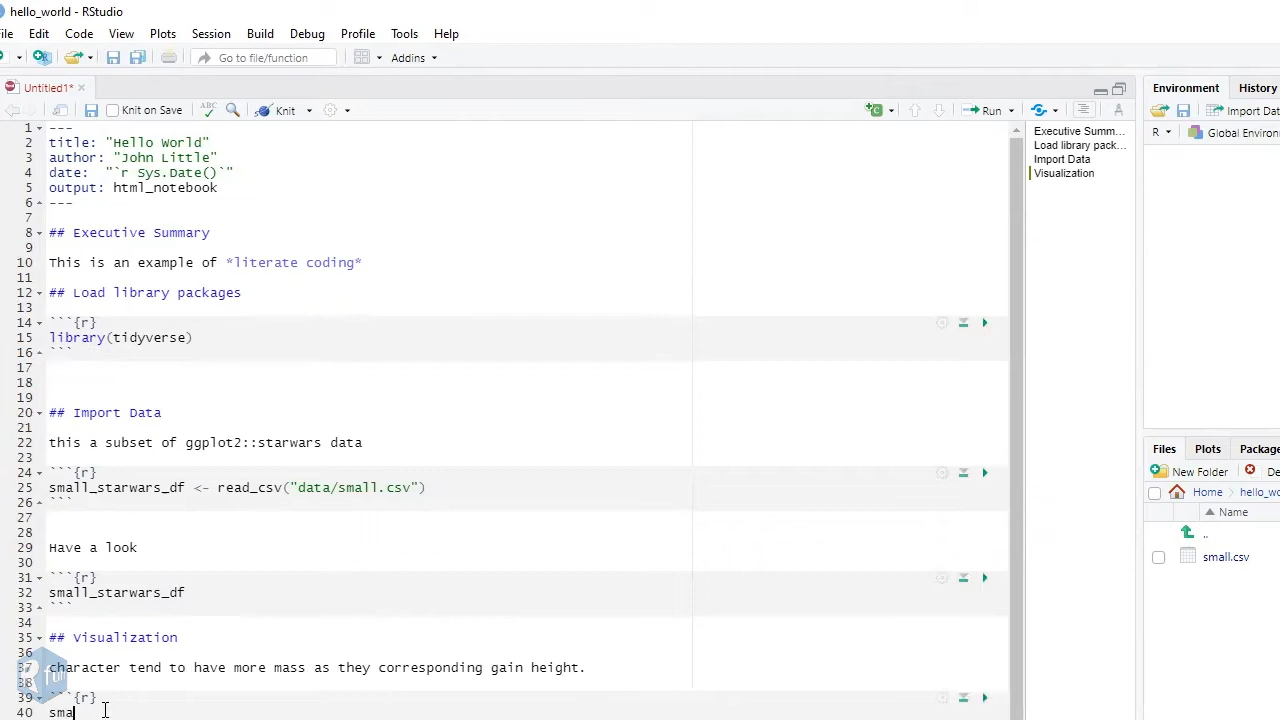 hello_world - RStudio
File Edit Code View Plots Session Build Debug Profile Tools Help
Go to file/function Addins
Untitled1*
Knit on Save ABC Knit Run
1 ---
2 title: "Hello World"
3 author: "John Little"
4 date:  "`r Sys.Date()`"
5 output: html_notebook
6 ---
7
8 ## Executive Summary
9
10 This is an example of *literate coding*
11
12 ## Load library packages
13
14 ```{r}
15 library(tidyverse)
16 ```
17
18
19
20 ## Import Data
21
22 this a subset of ggplot2::starwars data
23
24 ```{r}
25 small_starwars_df <- read_csv("data/small.csv")
26 ```
27
28
29 Have a look
30
31 ```{r}
32 small_starwars_df
33 ```
34
35 ## Visualization
37 character tend to have more mass as they corresponding gain height.
38
39 ```{r}
40 sma
R fun
Executive Summ...
Load library pack...
Import Data
Visualization
Environment History
Import Dat
R Global Environ
Files Plots Package
New Folder De
Home hello_wo
Name
..
small.csv